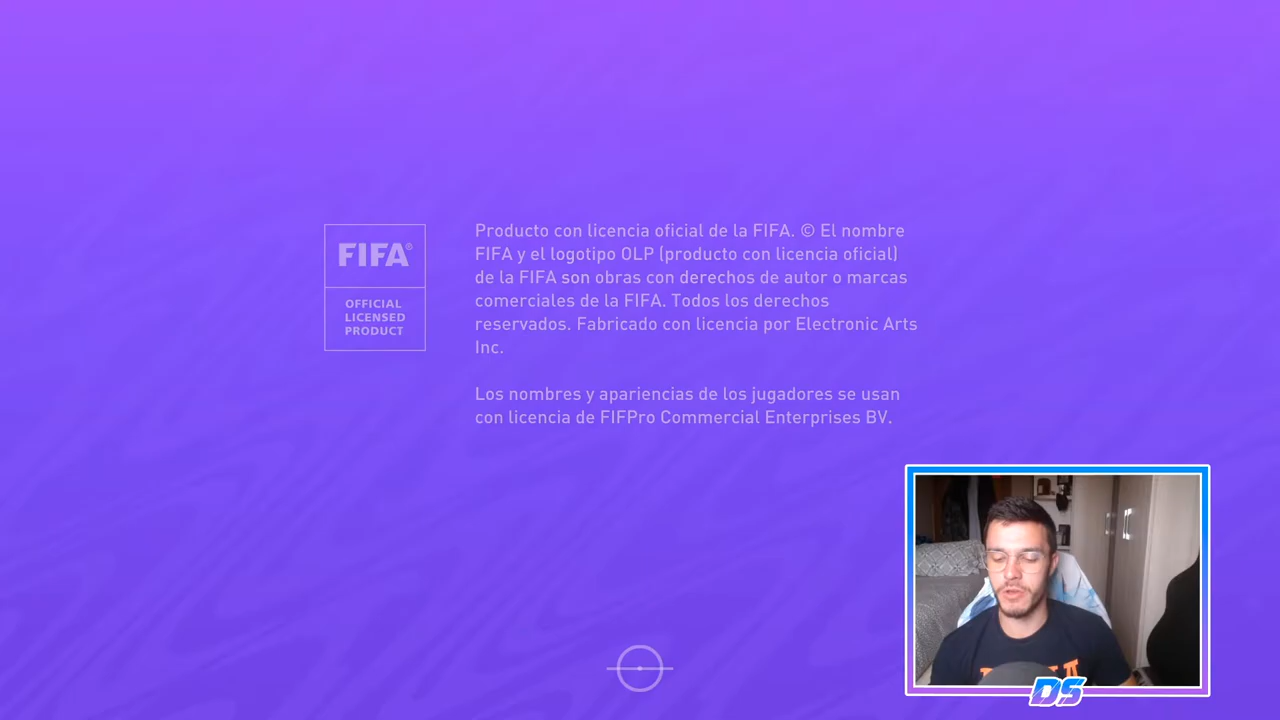 FIFA®
OFFICIAL
LICENSED
PRODUCT
Producto con licencia oficial de la FIFA. © El nombre
FIFA y el logotipo OLP (producto con licencia oficial)
de la FIFA son obras con derechos de autor o marcas
comerciales de la FIFA. Todos los derechos
reservados. Fabricado con licencia por Electronic Arts
Inc.
Los nombres y apariencias de los jugadores se usan
con licencia de FIFPro Commercial Enterprises BV.
DS